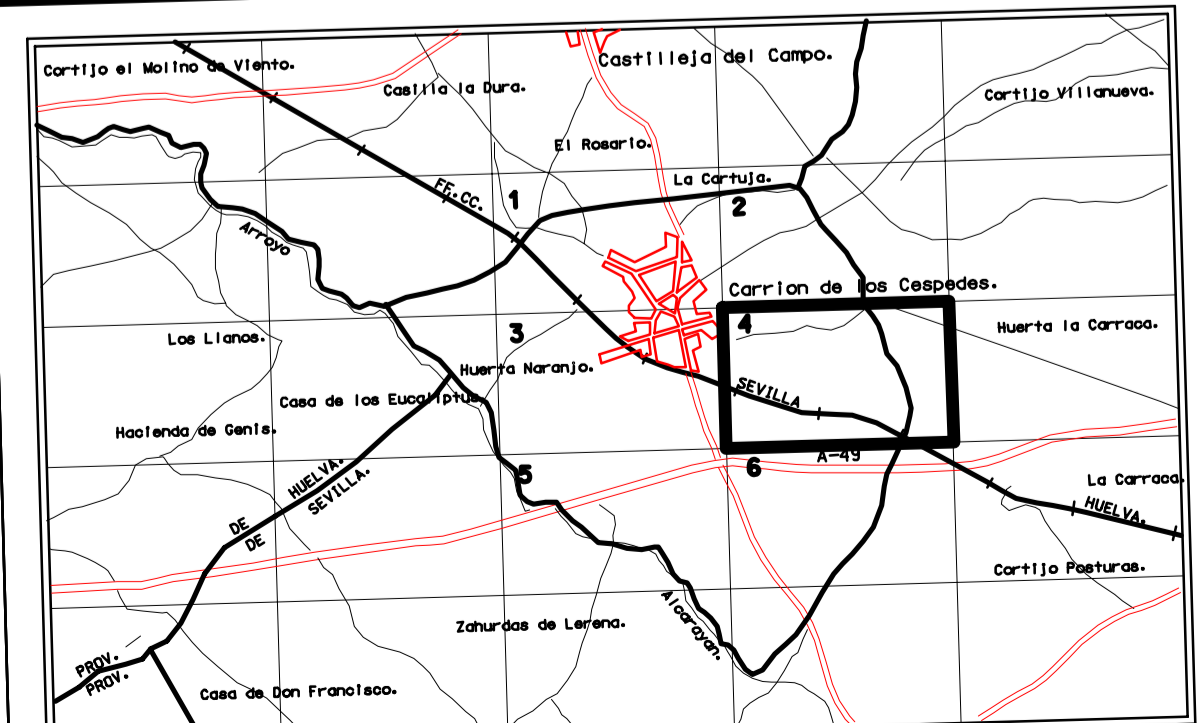 Castilleja del Campo.
Cortijo el Molino de Viento.
Casilla la Dura.
Cortijo Villanueva.
El Rosario.
La Cartuja.
FF.CC.
1
2
Arroyo
Carrion de los Cespedes.
4
Huerta la Carraca.
3
Los Llanos.
Huerta Naranjo.
SEVILLA
Casa de los Eucaliptus.
Hacienda de Genis.
A-49
6
5
HUELVA.
SEVILLA.
La Carraca.
HUELVA.
DE
DE
Cortijo Posturas.
Alcarayan.
Zahurdas de Lerena.
PROV.
PROV.
Casa de Don Francisco.